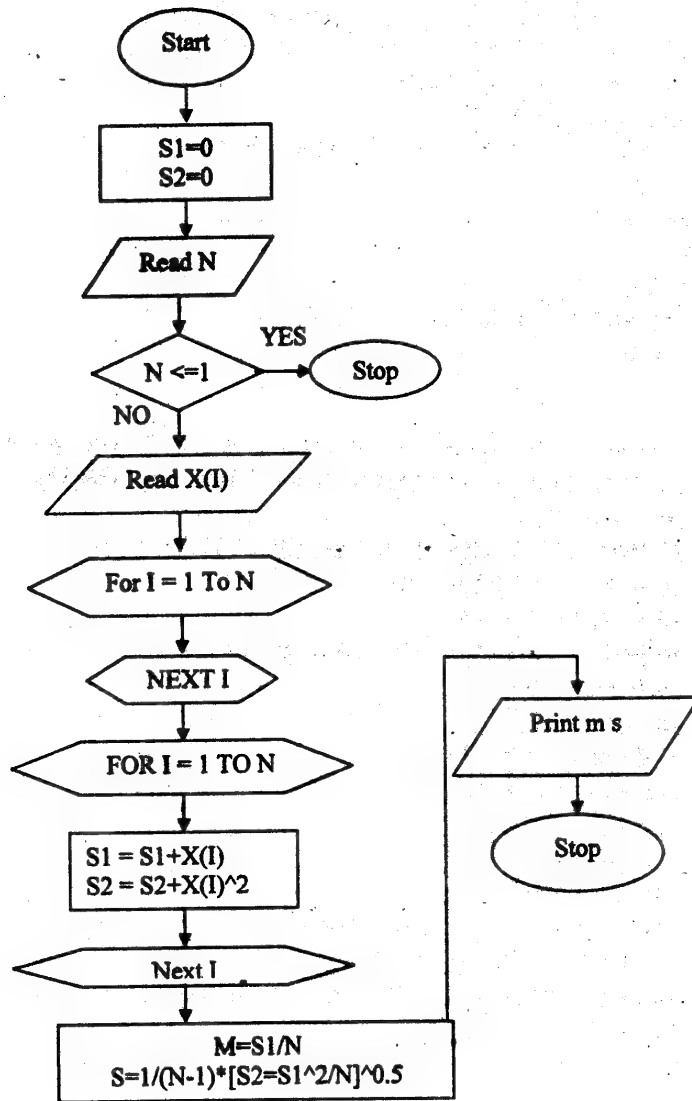 Start
S1=0
S2=0
Read N
N <=1
YES
Stop
NO
Read X(I)
For I = 1 To N
NEXT I
FOR I = 1 TO N
S1 = S1+X(I)
S2 = S2+X(I)^2
Next I
M=S1/N
S=1/(N-1)*[S2=S1^2/N]^0.5
Print m s
Stop